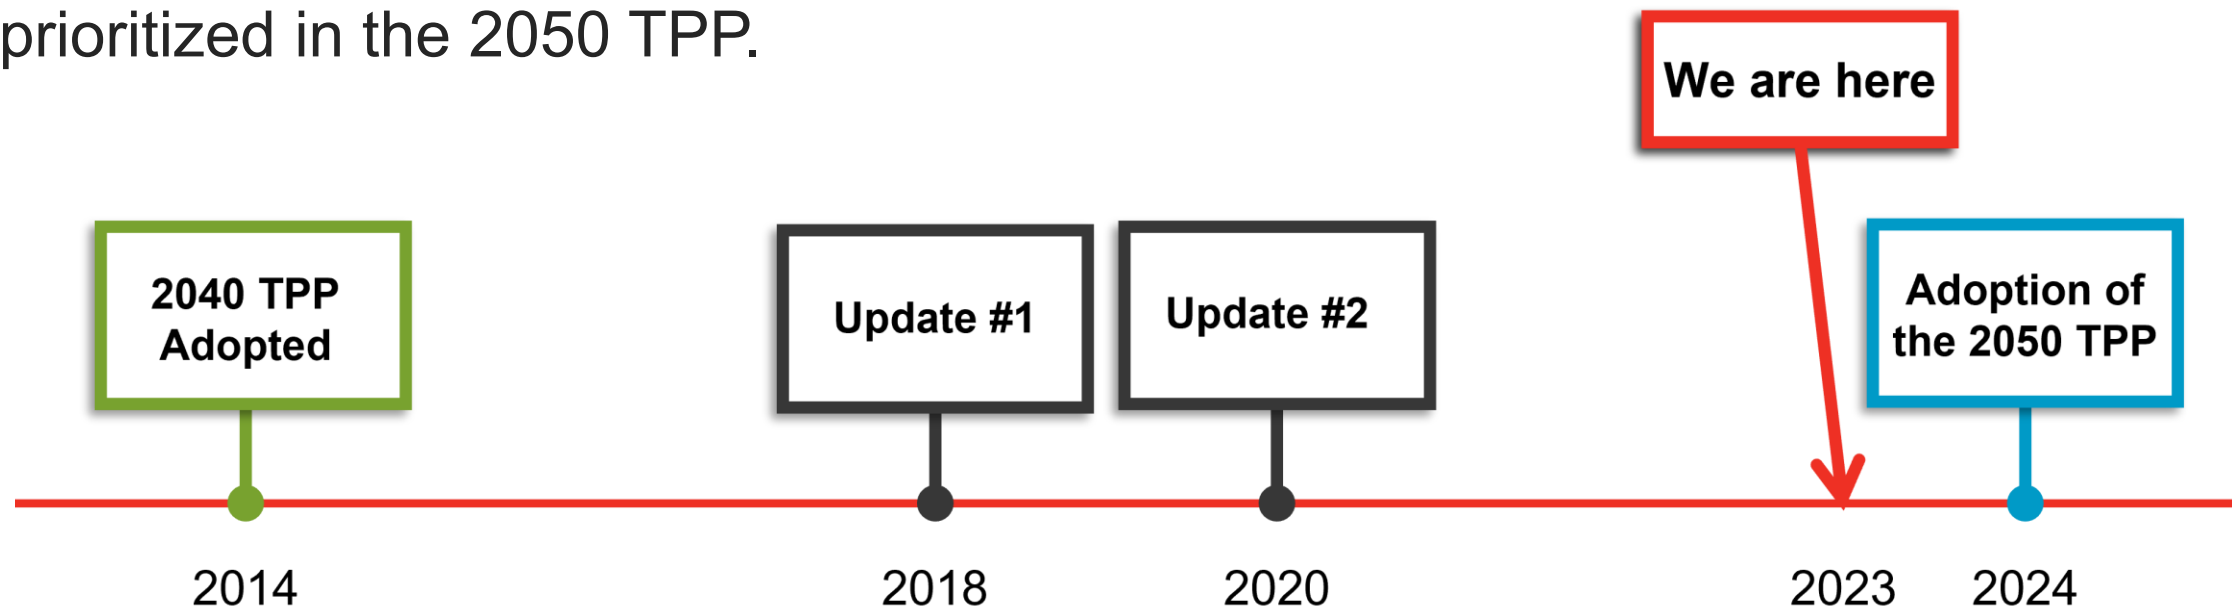 prioritized in the 2050 TPP.
We are here
2040 TPP
Adopted
Update #1
Update #2
Adoption of
the 2050 TPP
2014
2018
2020
2023
2024